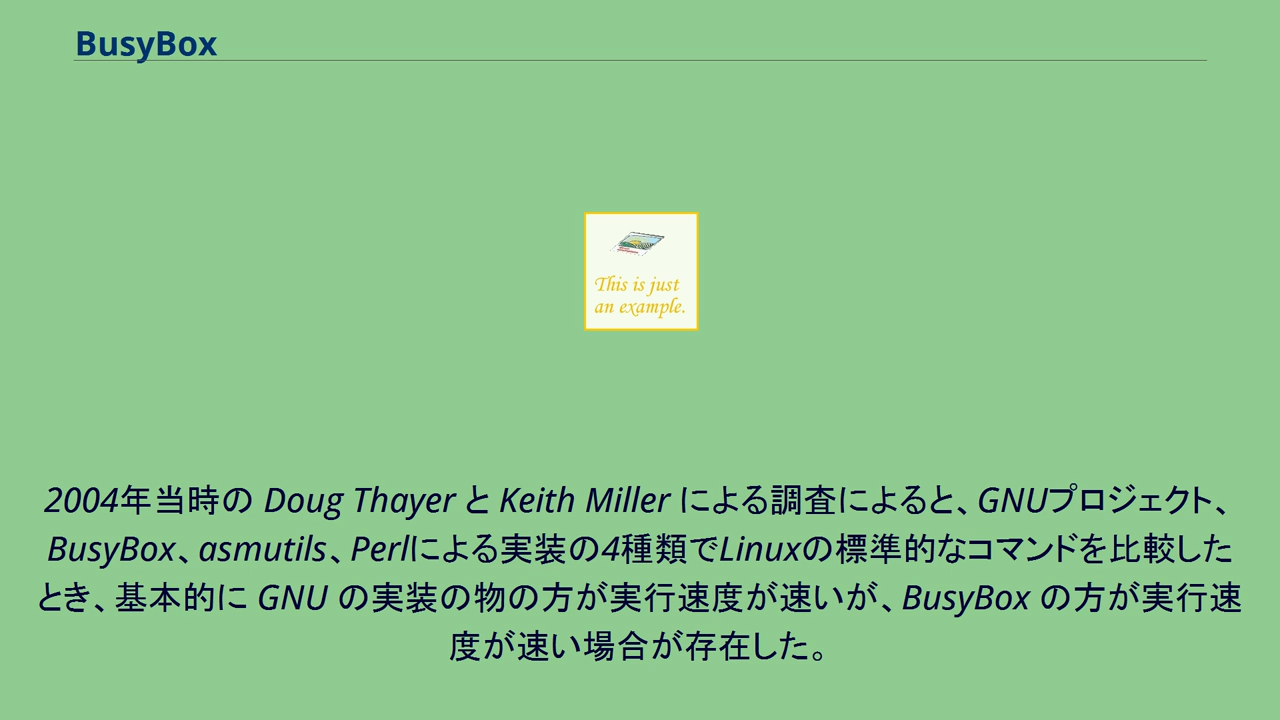 BusyBox
This is just
an example.
2004年当時の Doug Thayer と Keith Miller による調査によると、GNUプロジェクト、
BusyBox、asmutils、Perlによる実装の4種類でLinuxの標準的なコマンドを比較した
とき、基本的に GNU の実装の物の方が実行速度が速いが、BusyBox の方が実行速
度が速い場合が存在した。